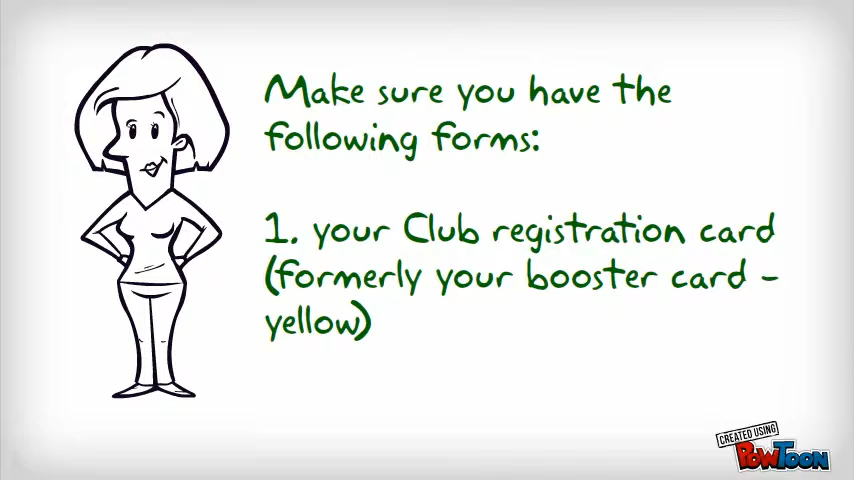 Make sure you have the
following forms:
1. your Club registration card
(formerly your booster card -
yellow)
CREATED USING
POWTOON